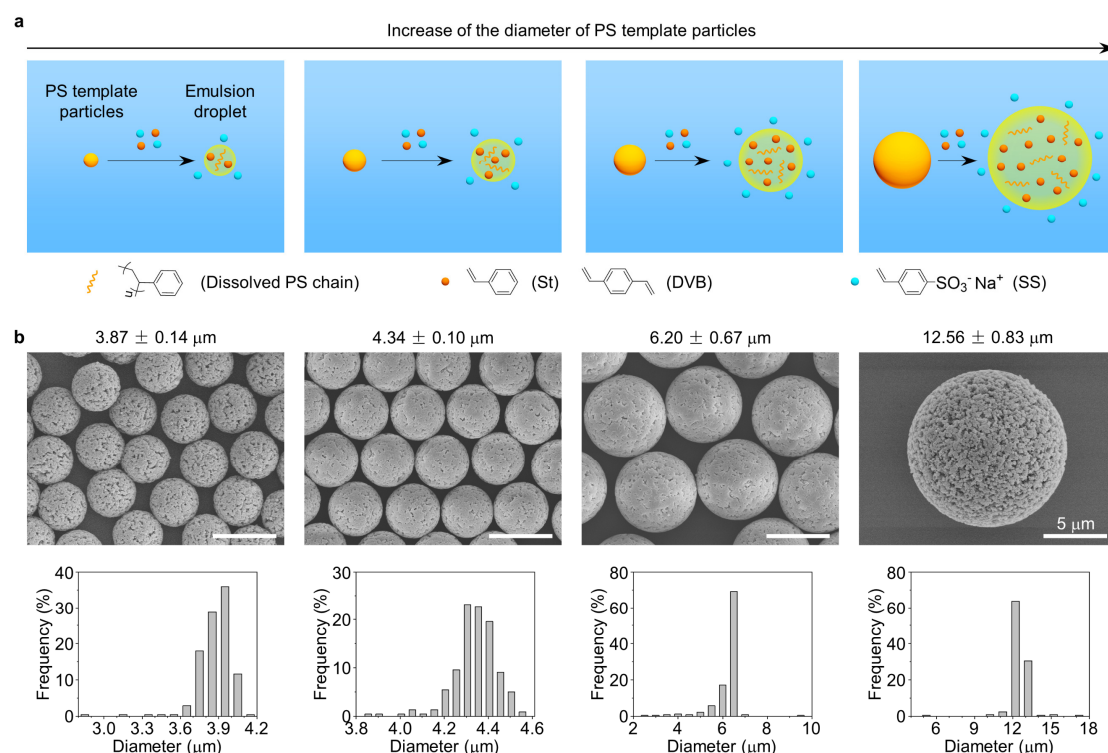 a
Increase of the diameter of PS template particles
PS template
particles
Emulsion
droplet
n
(Dissolved PS chain)
(St)
(DVB)
SO₃⁻Na⁺ (SS)
b
3.87 ± 0.14 μm
4.34 ± 0.10 μm
6.20 ± 0.67 μm
12.56 ± 0.83 μm
5 μm
Frequency (%)
40
30
20
10
0
3.0 3.3 3.6 3.9 4.2
Diameter (μm)
Frequency (%)
30
20
10
0
3.8 4.0 4.2 4.4 4.6
Diameter (μm)
Frequency (%)
80
60
40
20
0
2 4 6 8 10
Diameter (μm)
Frequency (%)
80
60
40
20
0
6 9 12 15 18
Diameter (μm)